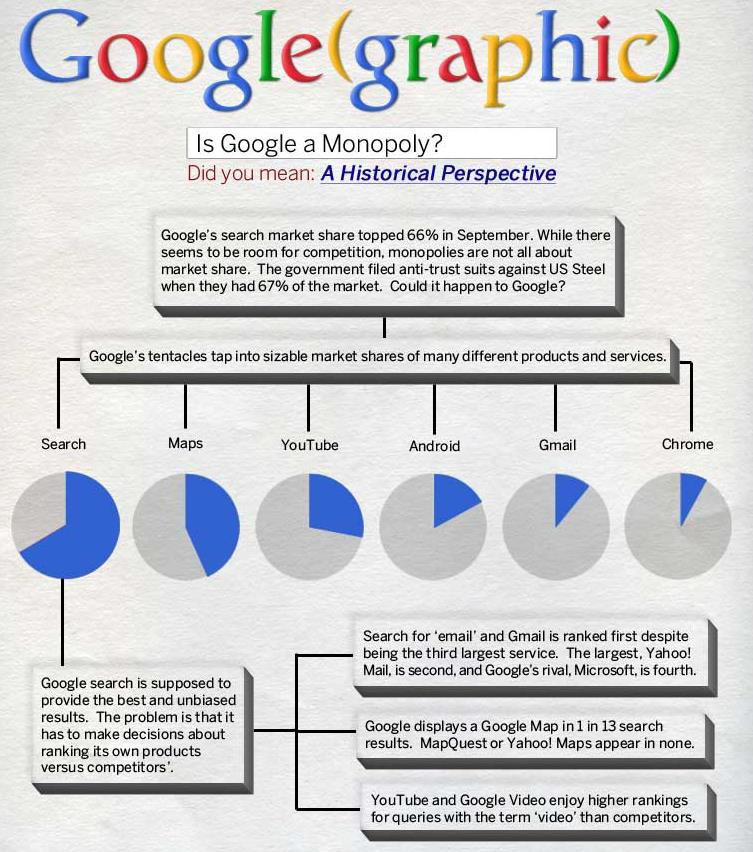 Google(graphic)
Is Google a Monopoly?
Did you mean: A Historical Perspective
Google's search market share topped 66% in September. While there
seems to be room for competition, monopolies are not all about
market share. The government filed anti-trust suits against US Steel
when they had 67% of the market. Could it happen to Google?
Google's tentacles tap into sizable market shares of many different products and services.
Search
Maps
YouTube
Android
Gmail
Chrome
Google search is supposed to
provide the best and unbiased
results. The problem is that it
has to make decisions about
ranking its own products
versus competitors'.
Search for 'email' and Gmail is ranked first despite
being the third largest service. The largest, Yahoo!
Mail, is second, and Google's rival, Microsoft, is fourth.
Google displays a Google Map in 1 in 13 search
results. MapQuest or Yahoo! Maps appear in none.
YouTube and Google Video enjoy higher rankings
for queries with the term 'video' than competitors.